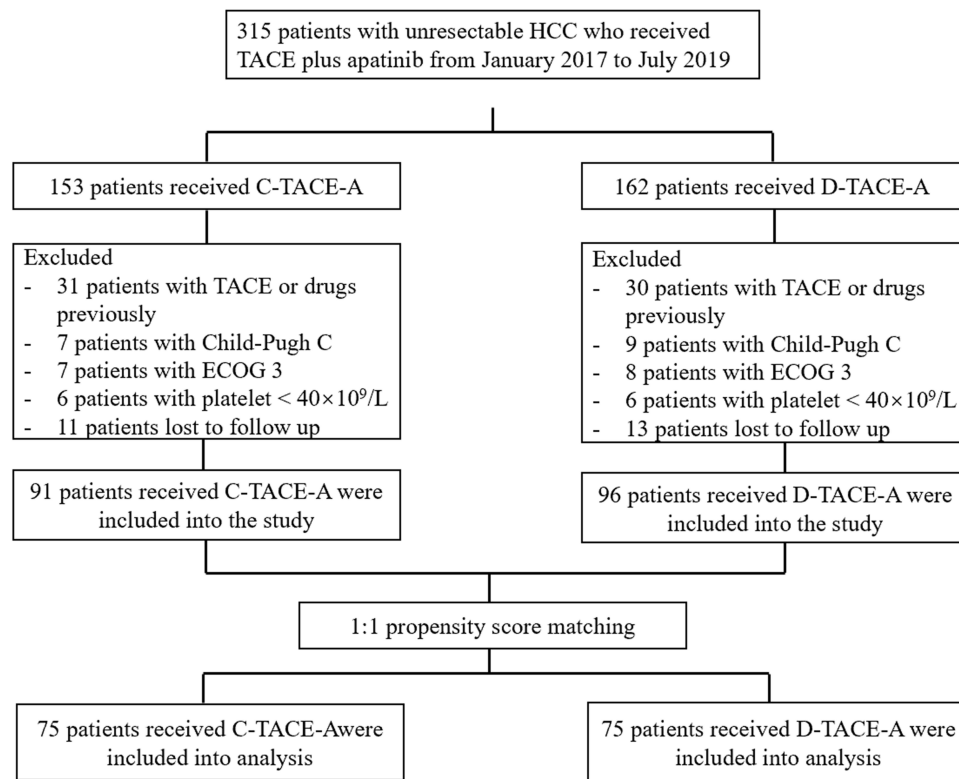 315 patients with unresectable HCC who received
TACE plus apatinib from January 2017 to July 2019
153 patients received C-TACE-A
162 patients received D-TACE-A
Excluded
- 31 patients with TACE or drugs
previously
- 7 patients with Child-Pugh C
- 7 patients with ECOG 3
- 6 patients with platelet < 40×10⁹/L
- 11 patients lost to follow up
Excluded
- 30 patients with TACE or drugs
previously
- 9 patients with Child-Pugh C
- 8 patients with ECOG 3
- 6 patients with platelet < 40×10⁹/L
- 13 patients lost to follow up
91 patients received C-TACE-A were
included into the study
96 patients received D-TACE-A were
included into the study
1:1 propensity score matching
75 patients received C-TACE-Awere
included into analysis
75 patients received D-TACE-A were
included into analysis